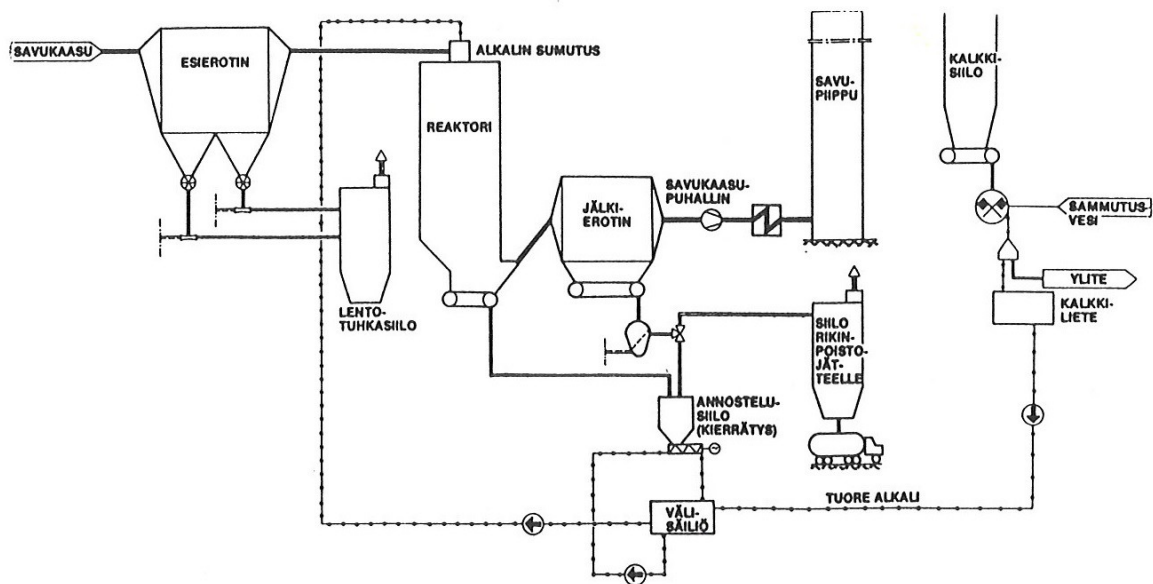 SAVUKAASU
ESIEROTIN
ALKALIN SUMUTUS
REAKTORI
LENTO-
TUHKASIILO
JÄLKI-
EROTIN
SAVUKAASU-
PUHALLIN
SAVU-
PIIPPU
KALKKI-
SIILO
SAMMUTUS-
VESI
YLITE
KALKKI-
LIETE
SIILO
RIKIN-
POISTO-
JÄT-
TEELLE
ANNOSTELU-
SIILO
(KIERRÄTYS)
VÄLI-
SÄILIÖ
TUORE ALKALI